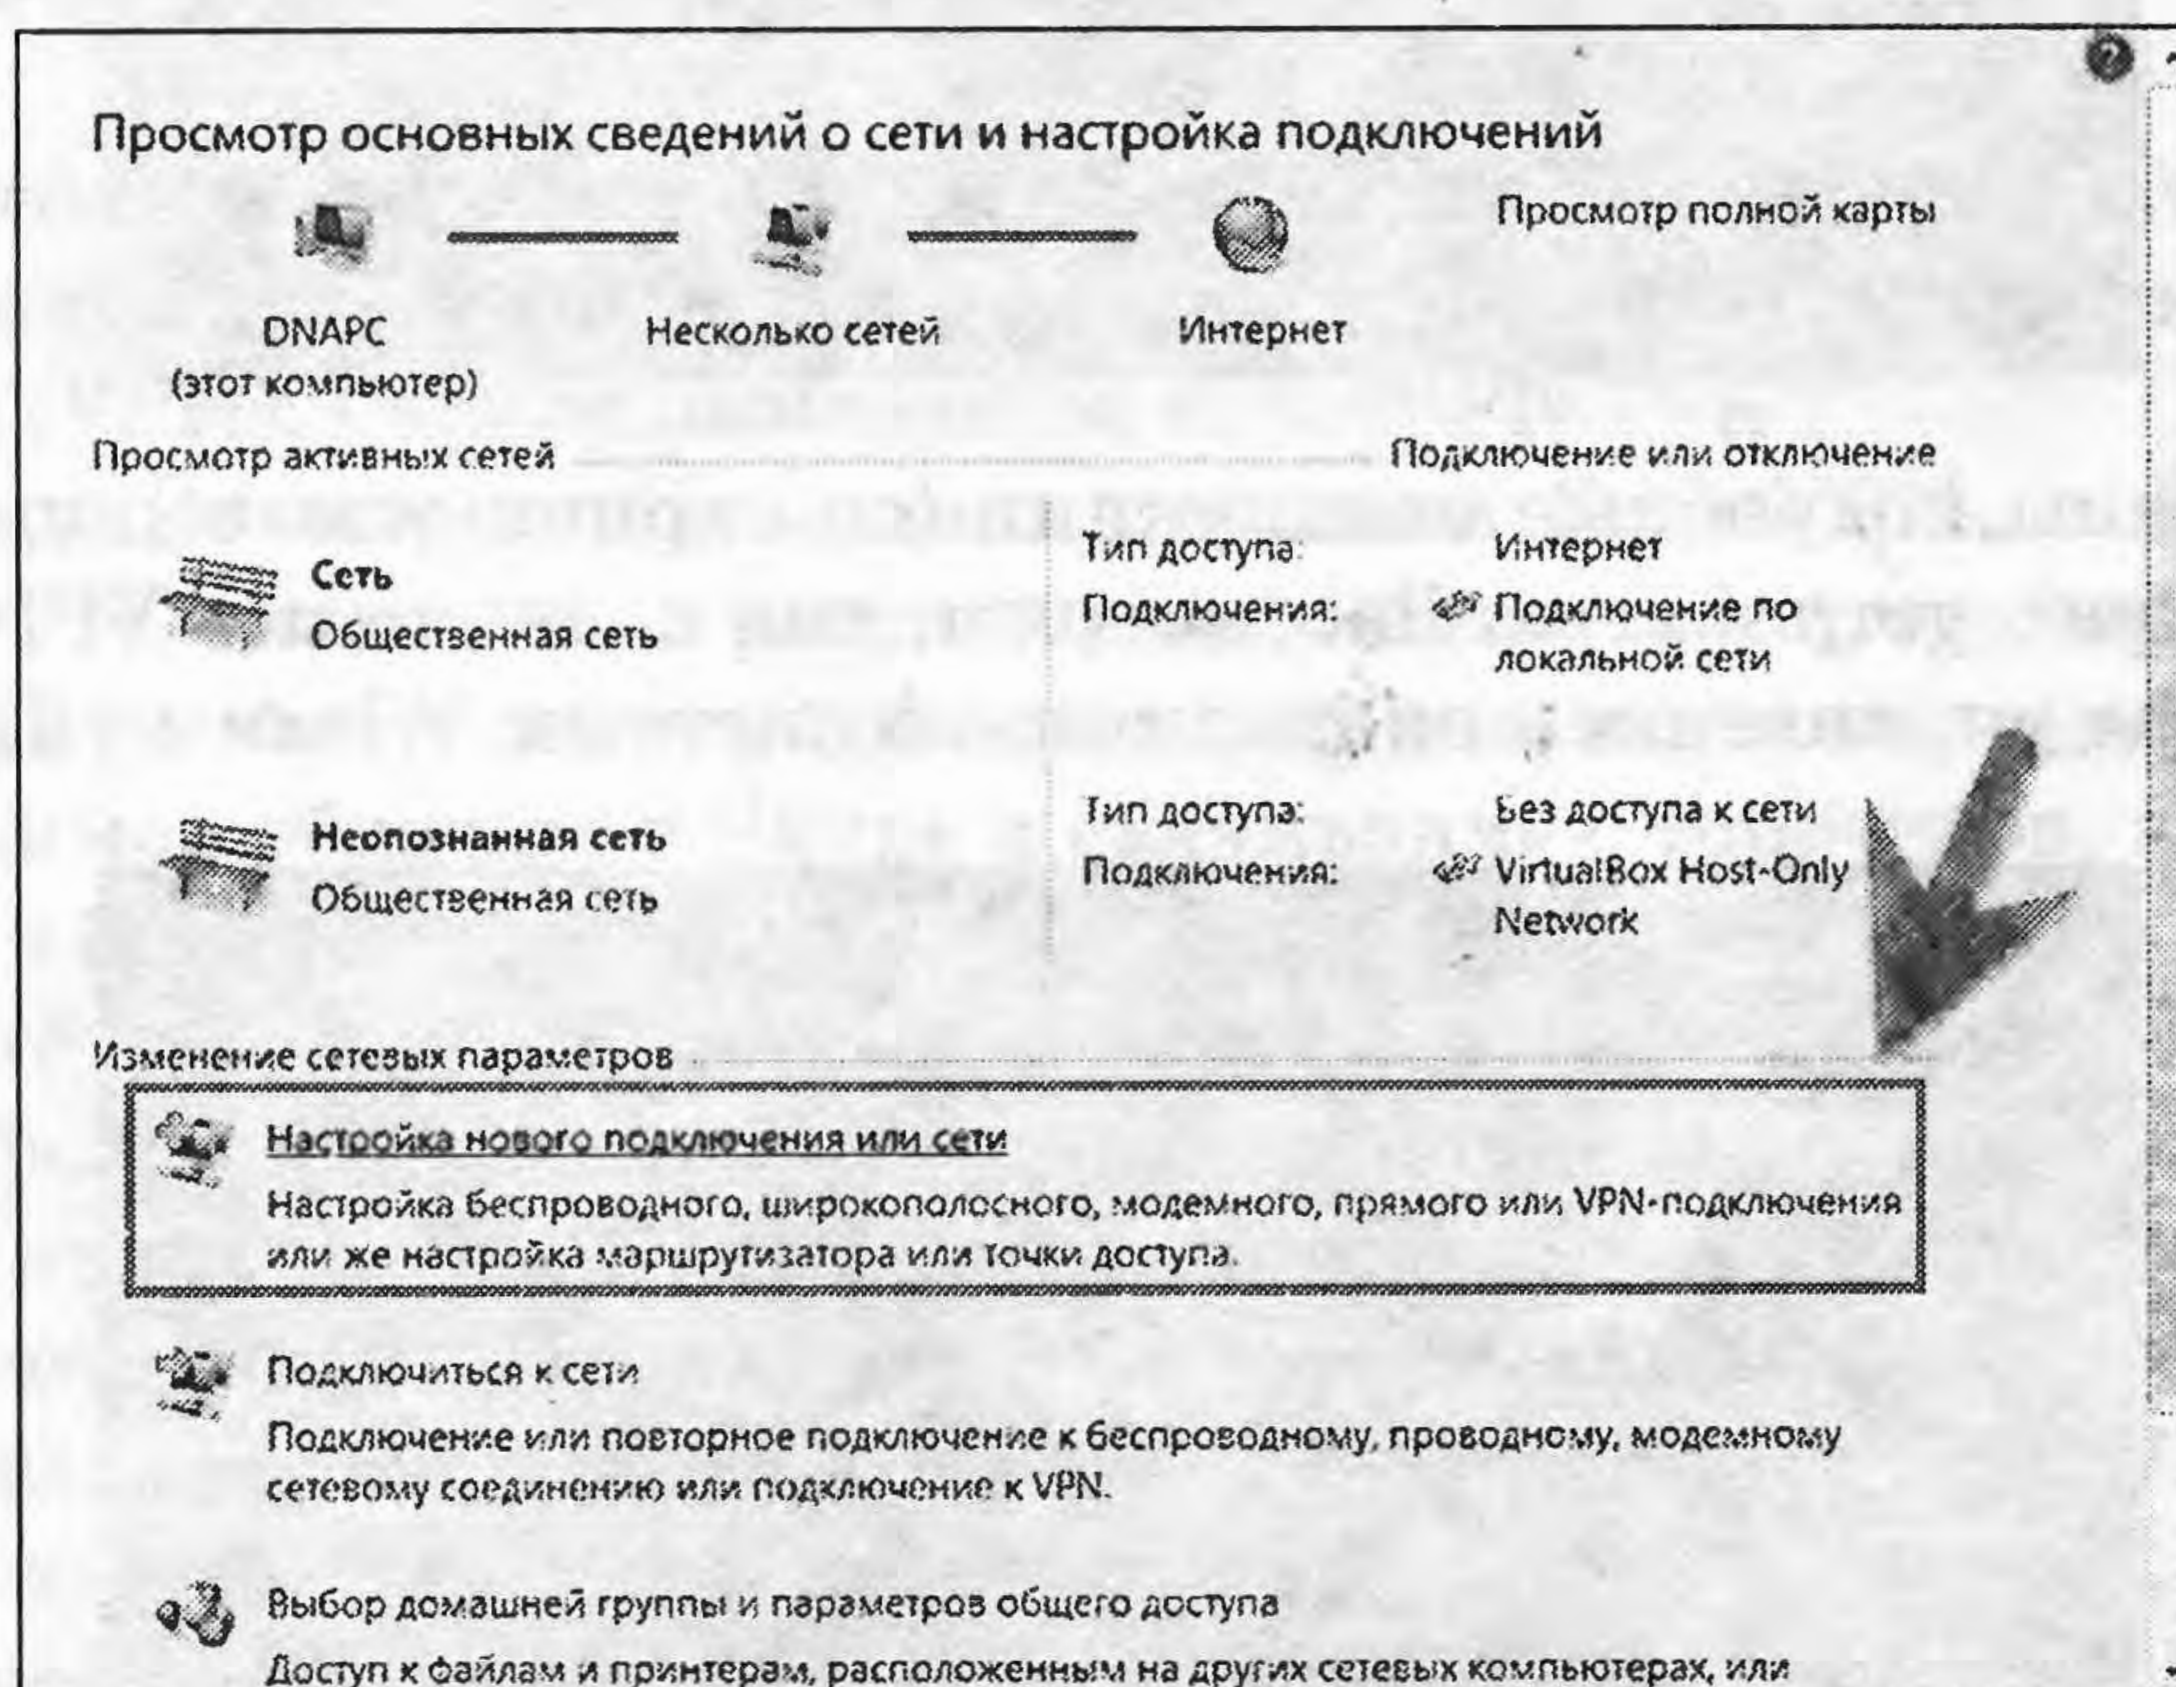 Просмотр основных сведений о сети и настройка подключений
Просмотр полной карты
DNAPC
(этот компьютер)
Несколько сетей
Интернет
Просмотр активных сетей
Подключение или отключение
Сеть
Общественная сеть
Тип доступа: Интернет
Подключения: Подключение по
локальной сети
Неопознанная сеть
Общественная сеть
Тип доступа: Без доступа к сети
Подключения: VirtualBox Host-Only
Network
Изменение сетевых параметров
Настройка нового подключения или сети
Настройка беспроводного, широкополосного, модемного, прямого или VPN-подключения
или же настройка маршрутизатора или точки доступа.
Подключиться к сети
Подключение или повторное подключение к беспроводному, проводному, модемному
сетевому соединению или подключение к VPN.
Выбор домашней группы и параметров общего доступа
Доступ к файлам и принтерам, расположенным на других сетевых компьютерах, или